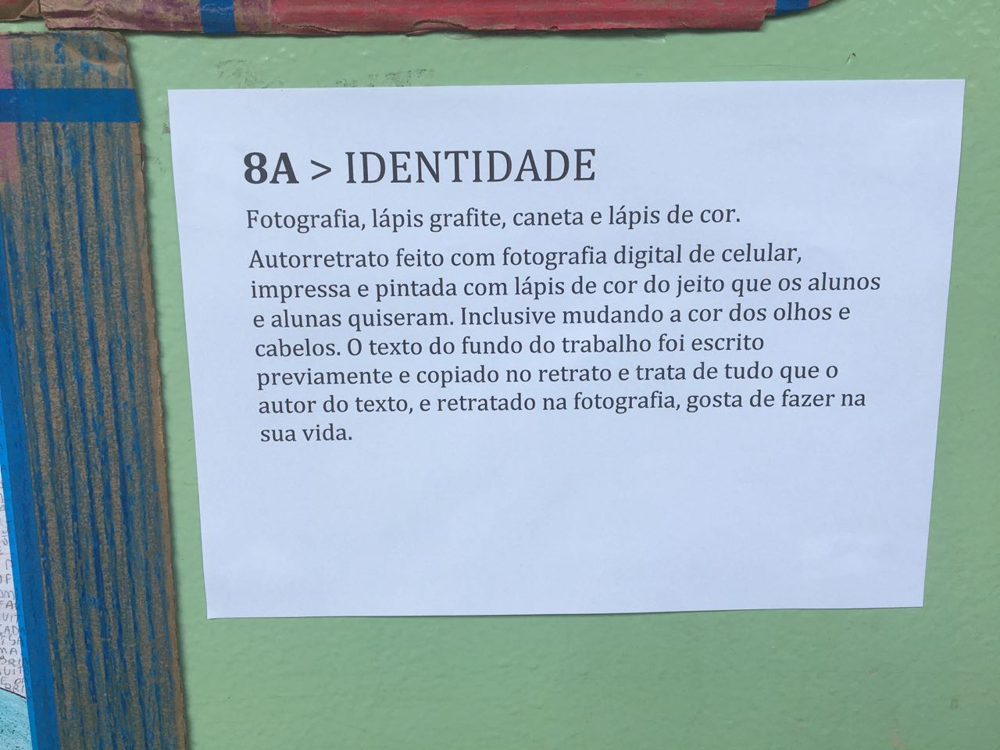 8A > IDENTIDADE
Fotografia, lápis grafite, caneta e lápis de cor.
Autorretrato feito com fotografia digital de celular,
impressa e pintada com lápis de cor do jeito que os alunos
e alunas quiseram. Inclusive mudando a cor dos olhos e
cabelos. O texto do fundo do trabalho foi escrito
previamente e copiado no retrato e trata de tudo que o
autor do texto, e retratado na fotografia, gosta de fazer na
sua vida.